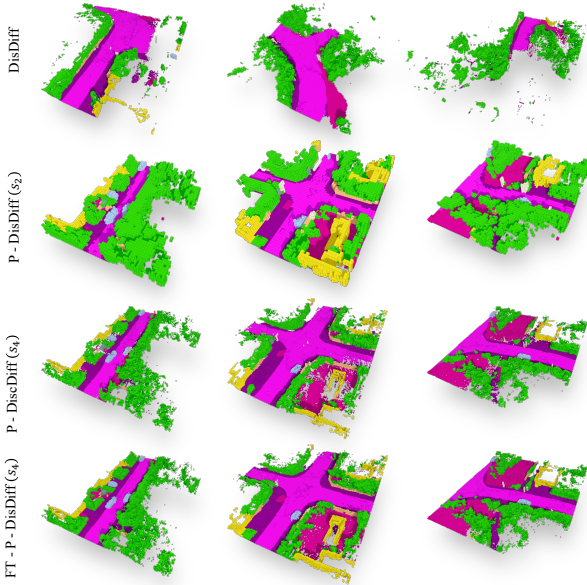 DisDiff
P - DisDiff (s₂)
P - DiscDiff (s₄)
FT - P - DisDiff (s₄)